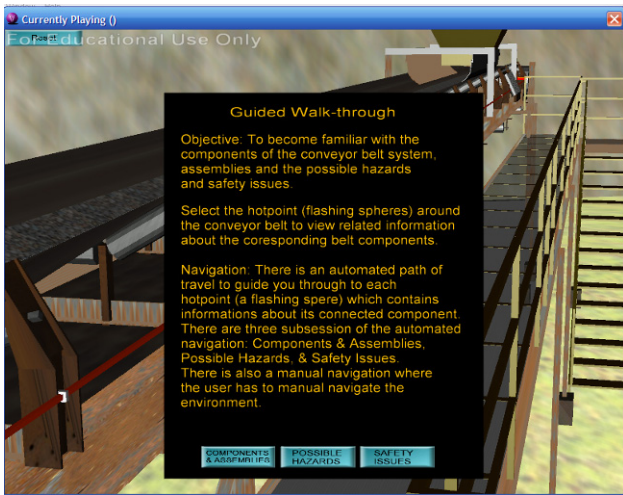 Currently Playing ()
For Educational Use Only
Reset
Guided Walk-through
Objective: To become familiar with the
components of the conveyor belt system,
assemblies and the possible hazards
and safety issues.
Select the hotpoint (flashing spheres) around
the conveyor belt to view related information
about the coresponding belt components.
Navigation: There is an automated path of
travel to guide you through to each
hotpoint (a flashing spere) which contains
informations about its connected component.
There are three subsession of the automated
navigation: Components & Assemblies,
Possible Hazards, & Safety Issues.
There is also a manual navigation where
the user has to manual navigate the
environment.
COMPONENTS
& ASSEMBLIES
POSSIBLE
HAZARDS
SAFETY
ISSUES